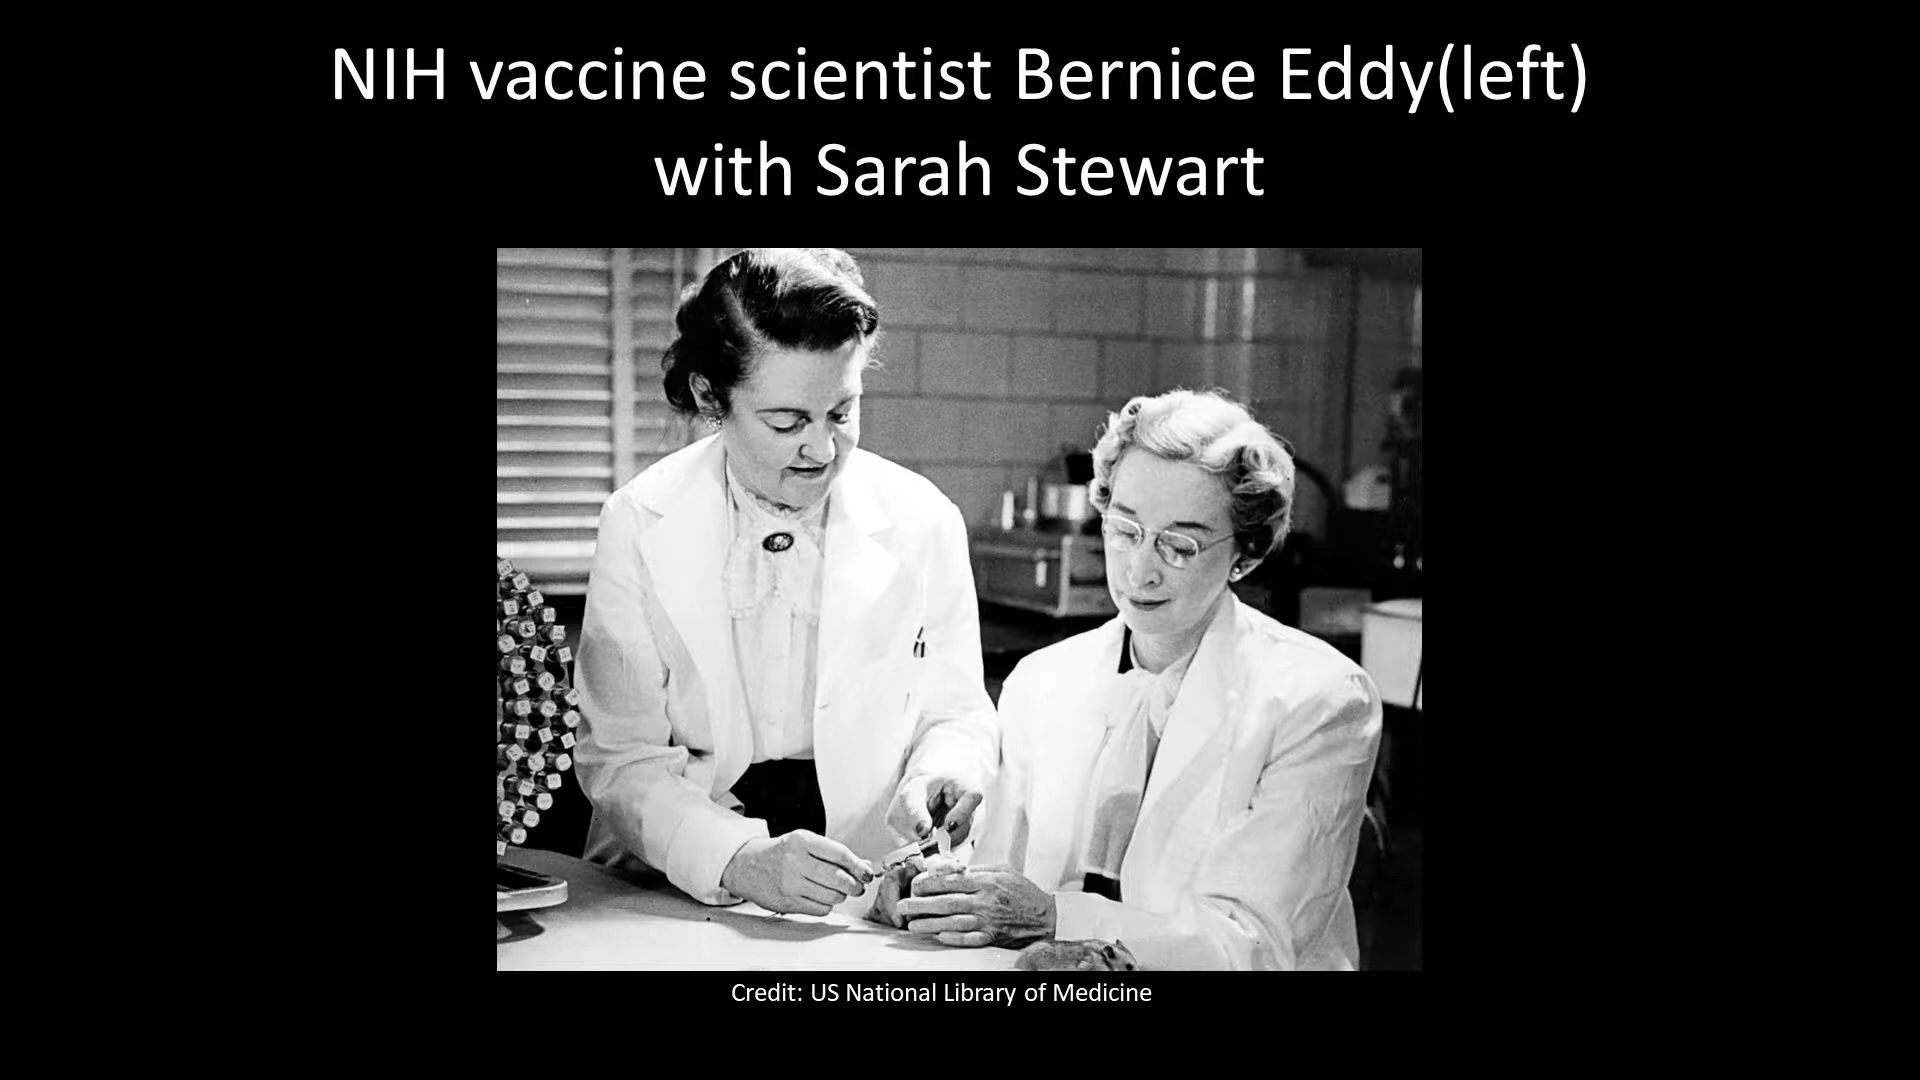 NIH vaccine scientist Bernice Eddy(left)
with Sarah Stewart
Credit: US National Library of Medicine